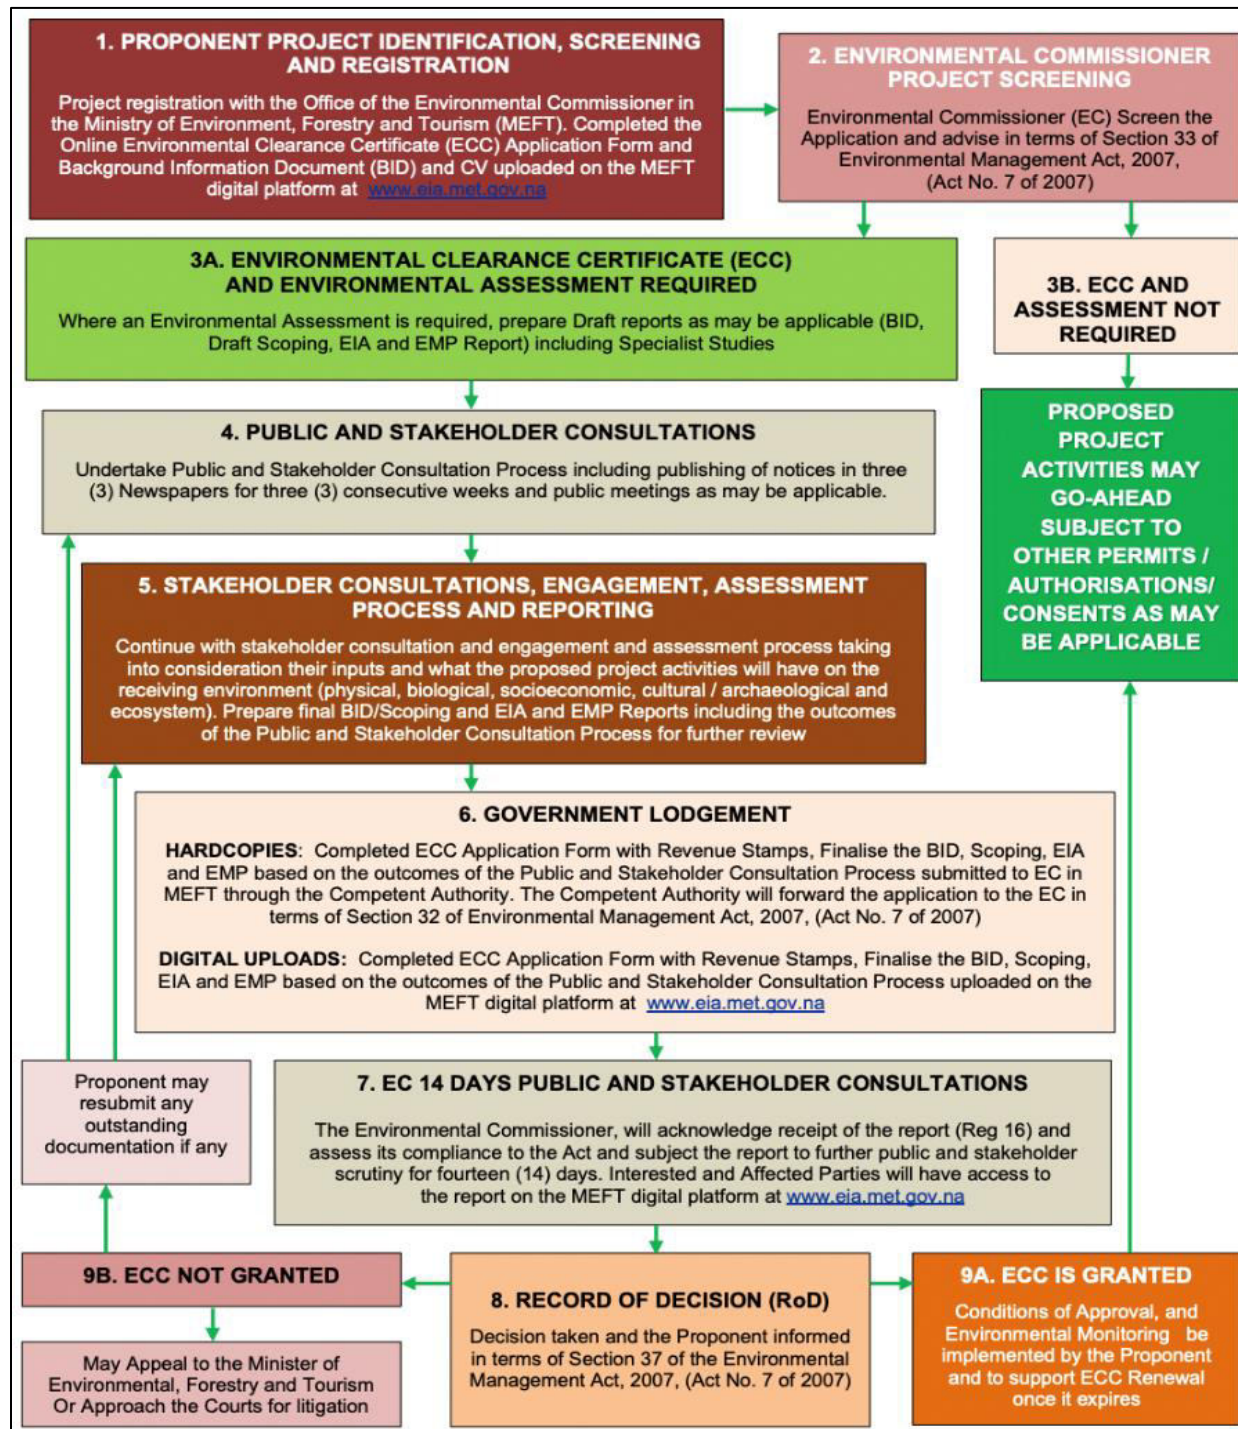 1. PROPONENT PROJECT IDENTIFICATION, SCREENING
AND REGISTRATION
Project registration with the Office of the Environmental Commissioner in
the Ministry of Environment, Forestry and Tourism (MEFT). Completed the
Online Environmental Clearance Certificate (ECC) Application Form and
Background Information Document (BID) and CV uploaded on the MEFT
digital platform at www.eia.met.gov.na
2. ENVIRONMENTAL COMMISSIONER
PROJECT SCREENING
Environmental Commissioner (EC) Screen the
Application and advise in terms of Section 33 of
Environmental Management Act, 2007,
(Act No. 7 of 2007)
3A. ENVIRONMENTAL CLEARANCE CERTIFICATE (ECC)
AND ENVIRONMENTAL ASSESSMENT REQUIRED
Where an Environmental Assessment is required, prepare Draft reports as may be applicable (BID,
Draft Scoping, EIA and EMP Report) including Specialist Studies
3B. ECC AND
ASSESSMENT NOT
REQUIRED
4. PUBLIC AND STAKEHOLDER CONSULTATIONS
Undertake Public and Stakeholder Consultation Process including publishing of notices in three
(3) Newspapers for three (3) consecutive weeks and public meetings as may be applicable.
PROPOSED
PROJECT
ACTIVITIES MAY
GO-AHEAD
SUBJECT TO
OTHER PERMITS /
AUTHORISATIONS/
CONSENTS AS MAY
BE APPLICABLE
5. STAKEHOLDER CONSULTATIONS, ENGAGEMENT, ASSESSMENT
PROCESS AND REPORTING
Continue with stakeholder consultation and engagement and assessment process taking
into consideration their inputs and what the proposed project activities will have on the
receiving environment (physical, biological, socioeconomic, cultural / archaeological and
ecosystem). Prepare final BID/Scoping and EIA and EMP Reports including the outcomes
of the Public and Stakeholder Consultation Process for further review
6. GOVERNMENT LODGEMENT
HARDCOPIES: Completed ECC Application Form with Revenue Stamps, Finalise the BID, Scoping, EIA
and EMP based on the outcomes of the Public and Stakeholder Consultation Process submitted to EC in
MEFT through the Competent Authority. The Competent Authority will forward the application to the EC in
terms of Section 32 of Environmental Management Act, 2007, (Act No. 7 of 2007)
DIGITAL UPLOADS: Completed ECC Application Form with Revenue Stamps, Finalise the BID, Scoping,
EIA and EMP based on the outcomes of the Public and Stakeholder Consultation Process uploaded on the
MEFT digital platform at www.eia.met.gov.na
Proponent may
resubmit any
outstanding
documentation if any
7. EC 14 DAYS PUBLIC AND STAKEHOLDER CONSULTATIONS
The Environmental Commissioner, will acknowledge receipt of the report (Reg 16) and
assess its compliance to the Act and subject the report to further public and stakeholder
scrutiny for fourteen (14) days. Interested and Affected Parties will have access to
the report on the MEFT digital platform at www.eia.met.gov.na
9B. ECC NOT GRANTED
May Appeal to the Minister of
Environmental, Forestry and Tourism
Or Approach the Courts for litigation
8. RECORD OF DECISION (RoD)
Decision taken and the Proponent informed
in terms of Section 37 of the Environmental
Management Act, 2007, (Act No. 7 of 2007)
9A. ECC IS GRANTED
Conditions of Approval, and
Environmental Monitoring be
implemented by the Proponent
and to support ECC Renewal
once it expires